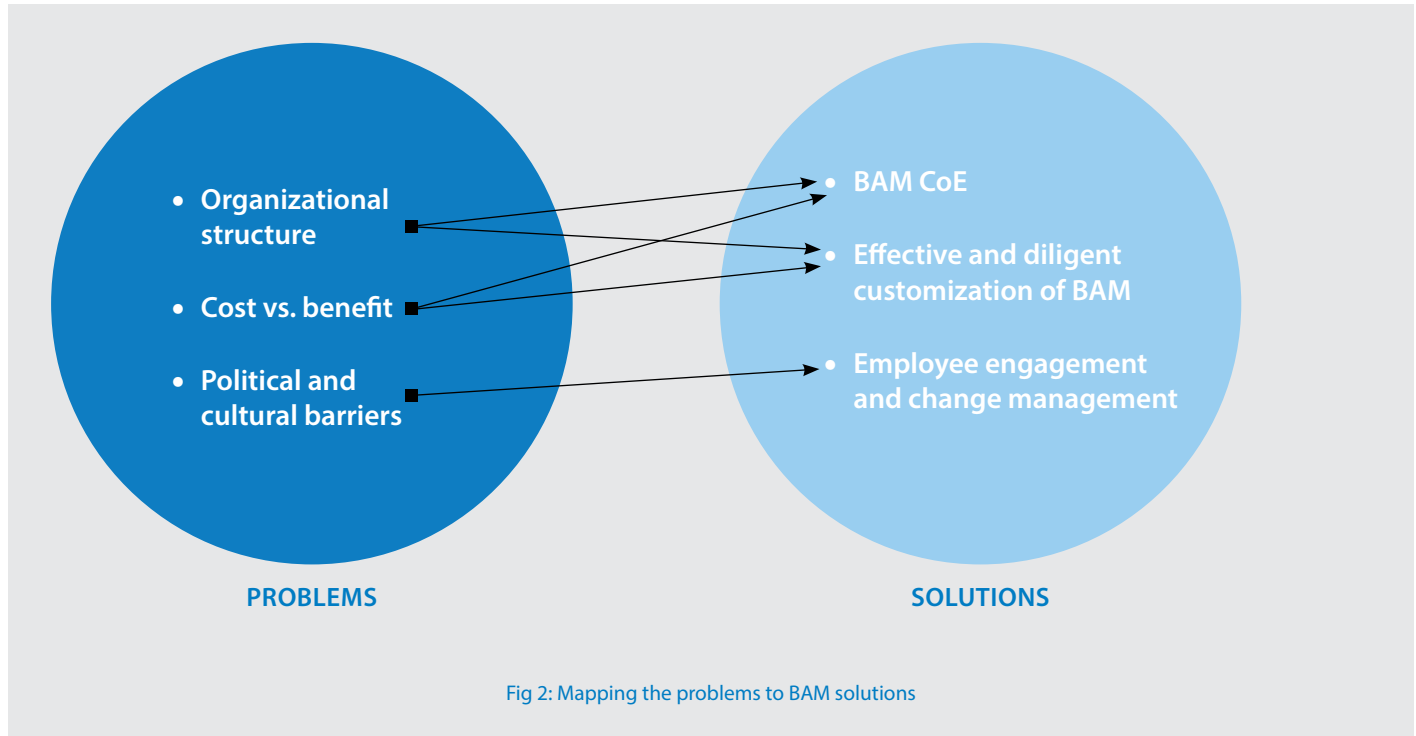 • Organizational
structure
• Cost vs. benefit
• Political and
cultural barriers
PROBLEMS
• BAM CoE
• Effective and diligent
customization of BAM
• Employee engagement
and change management
SOLUTIONS
Fig 2: Mapping the problems to BAM solutions